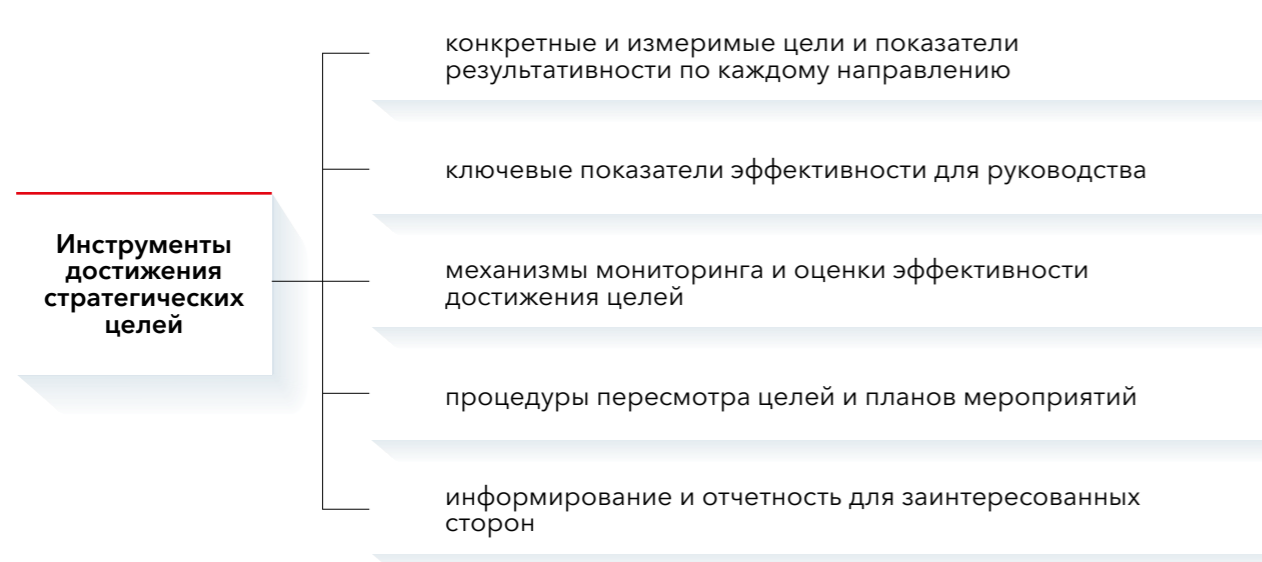 Инструменты
достижения
стратегических
целей
конкретные и измеримые цели и показатели
результативности по каждому направлению
ключевые показатели эффективности для руководства
механизмы мониторинга и оценки эффективности
достижения целей
процедуры пересмотра целей и планов мероприятий
информирование и отчетность для заинтересованных
сторон